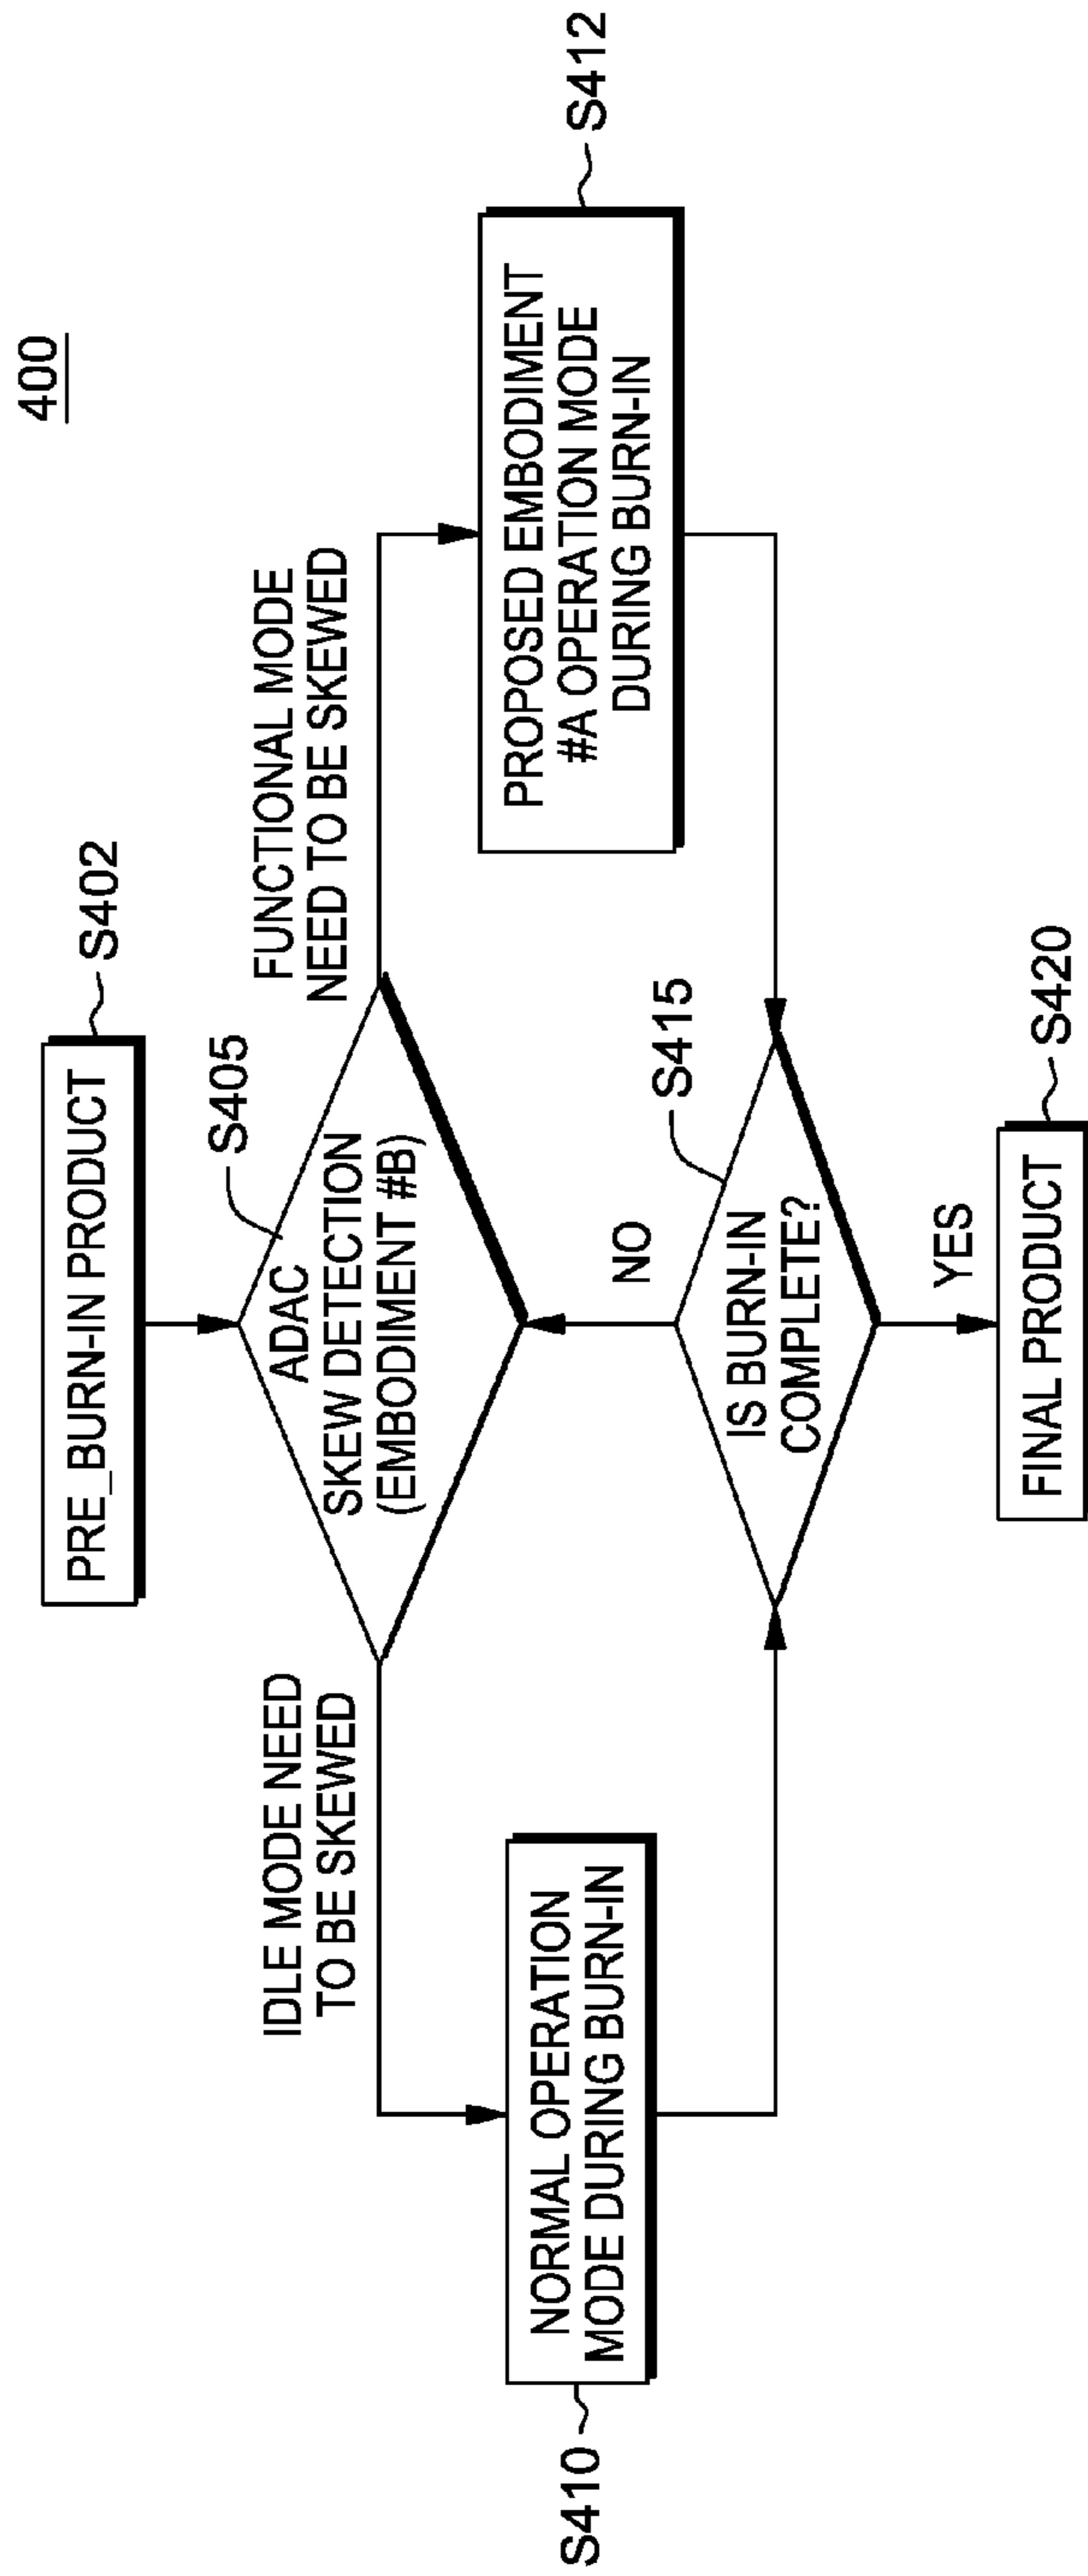 400
PRE_BURN-IN PRODUCT
S402
S405
ADAC
SKEW DETECTION
(EMBODIMENT #B)
IDLE MODE NEED
TO BE SKEWED
FUNCTIONAL MODE
NEED TO BE SKEWED
S410
NORMAL OPERATION
MODE DURING BURN-IN
PROPOSED EMBODIMENT
#A OPERATION MODE
DURING BURN-IN
S412
NO
S415
IS BURN-IN
COMPLETE?
YES
FINAL PRODUCT
S420